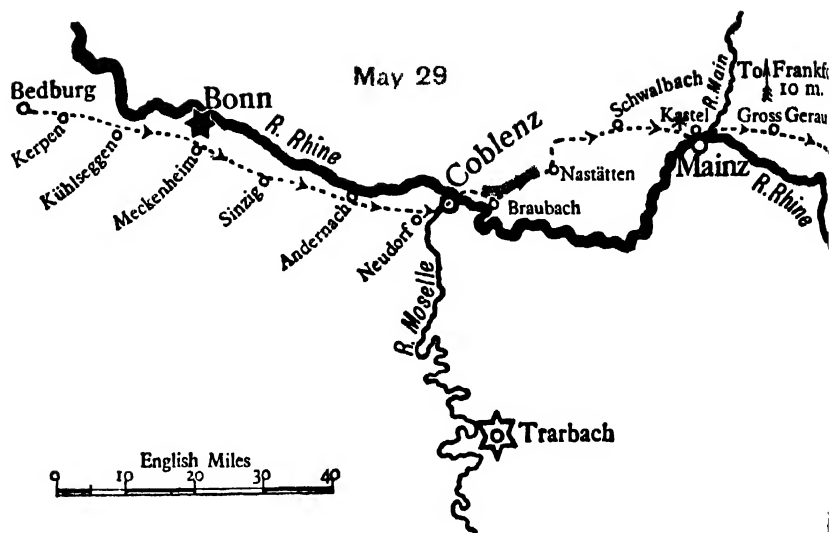 May 29
Bedburg
Kerpen
Kühlseggen
Bonn
Meckenheim
R. Rhine
Sinzig
Andernach
Neudorf
Coblenz
Braubach
Nastätten
Schwalbach
Kastel
R. Main
To
10 m.
Gross Gerau
Mainz
R. Rhine
R. Moselle
Trarbach
English Miles
0 10 20 30 40